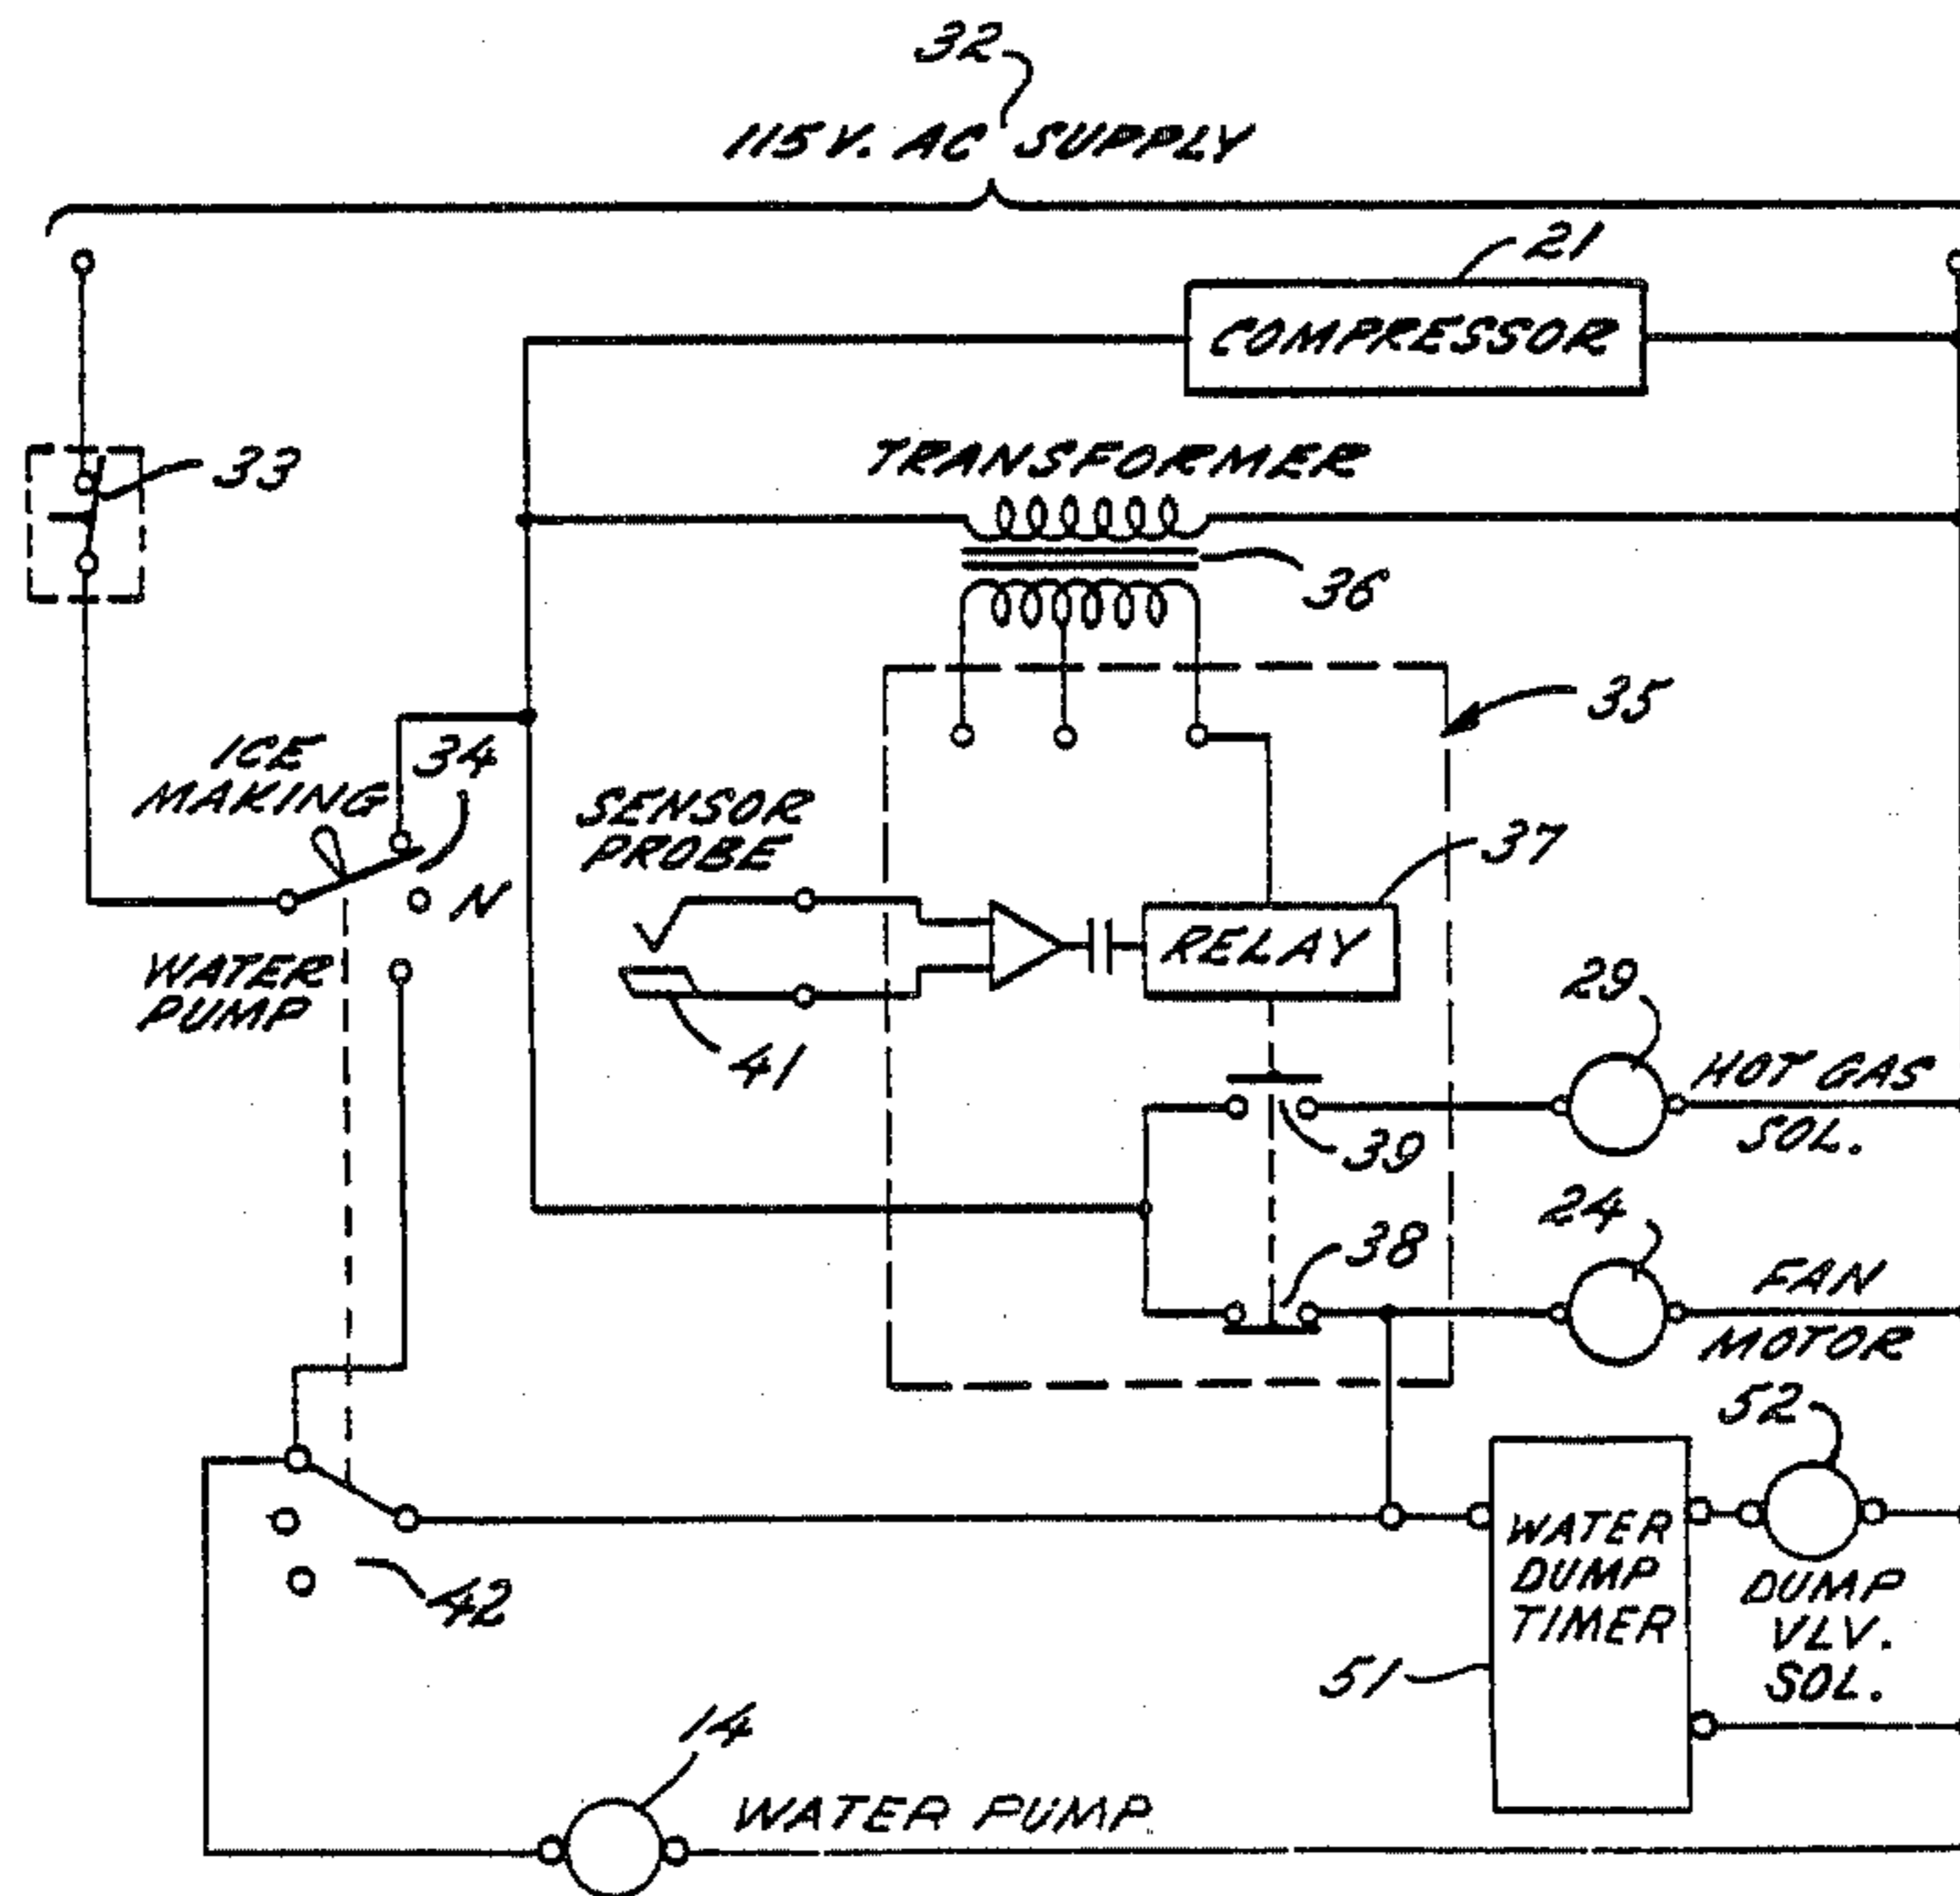 32
115V. AC SUPPLY
21
COMPRESSOR
33
TRANSFORMER
36
35
ICE
MAKING
34
SENSOR
PROBE
37
N
RELAY
WATER
PUMP
41
29
HOT GAS
SOL.
39
24
38
FAN
MOTOR
52
42
WATER
DUMP
TIMER
DUMP
VLV.
SOL.
51
14
WATER PUMP